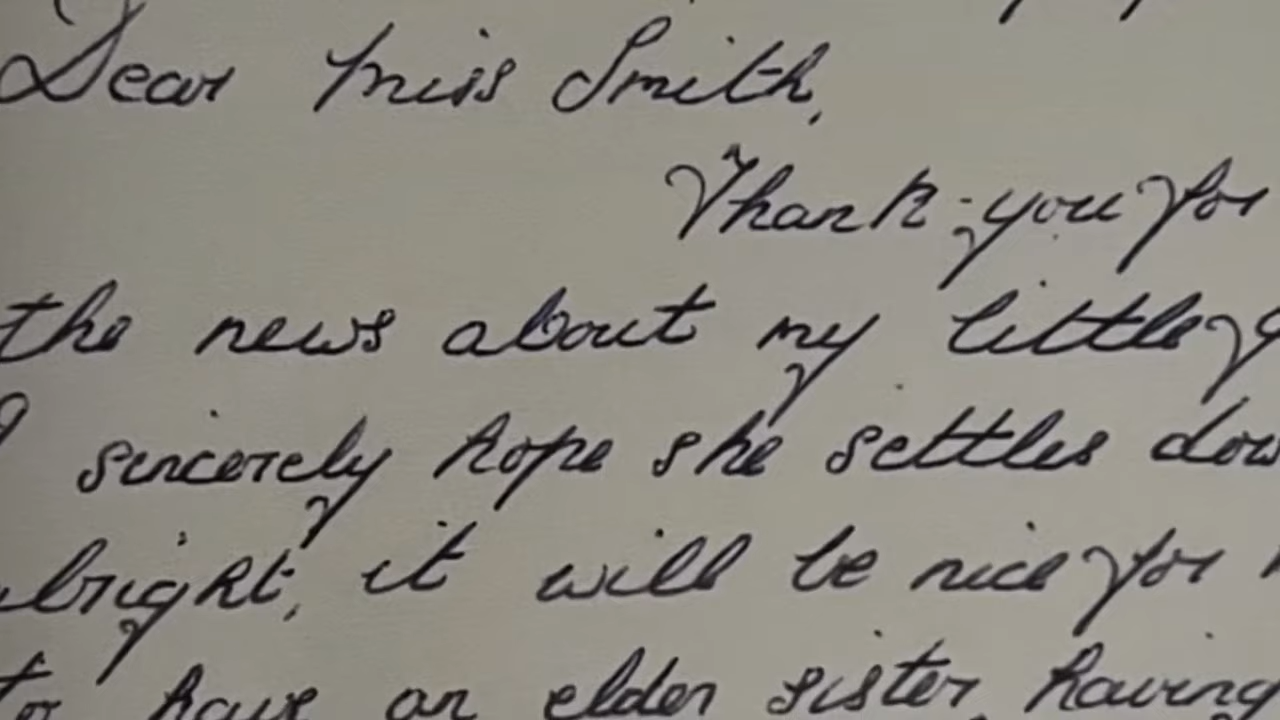 Dear Miss Smith,
Thank-you for
the news about my little
I sincerely hope she settles dow
alright, it will be nice for
to have an elder sister, having